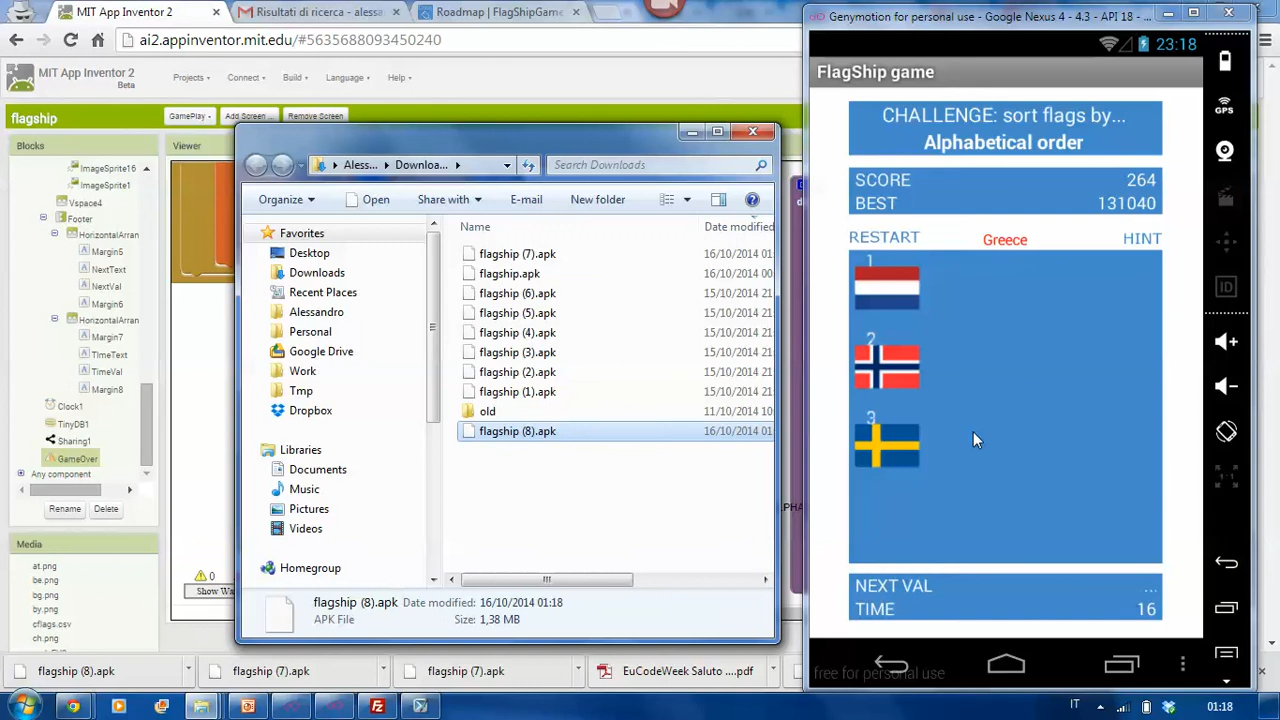 MIT App Inventor 2
Gmail Risultati di ricerca - alessa
Roadmap | FlagShipGam
ai2.appinventor.mit.edu/#5635688093450240
MIT App Inventor 2
Beta
Projects
Connect
Build
Language
Help
flagship
GamePlay
Add Screen
Blocks
Viewer
ImageSprite16
ImageSprite1
Vspace4
Footer
HorizontalArran
Margin5
NextText
NextVal
Margin6
HorizontalArran
Margin7
TimeText
TimeVal
Margin8
Clock1
TinyDB1
Sharing1
GameOver
Any component
Rename
Delete
Media
at.png
be.png
bg.png
by.png
cflags.csv
ch.png
0
Show Wa
Aless...
Downloa...
Search Downloads
Organize
Open
Share with
E-mail
New folder
Favorites
Desktop
Downloads
Recent Places
Alessandro
Personal
Google Drive
Work
Tmp
Dropbox
Libraries
Documents
Music
Pictures
Videos
Homegroup
Name
Date modified
flagship (7).apk 16/10/2014 01:
flagship.apk 16/10/2014 00
flagship (6).apk 15/10/2014 21:
flagship (5).apk 15/10/2014 21:
flagship (4).apk 15/10/2014 21:
flagship (3).apk 15/10/2014 21:
flagship (2).apk 15/10/2014 21:
flagship (1).apk 15/10/2014 21:
old 11/10/2014 10:
flagship (8).apk 16/10/2014 01:
flagship (8).apk Date modified: 16/10/2014 01:18
APK File Size: 1,38 MB
Genymotion for personal use - Google Nexus 4 - 4.3 - API 18 - ...
23:18
FlagShip game
CHALLENGE: sort flags by...
Alphabetical order
SCORE 264
BEST 131040
RESTART
Greece
HINT
1
2
3
NEXT VAL ...
TIME 16
free for personal use
GPS
ID
flagship (8).apk
flagship (7).apk
EuCodeWeek Saluto ....pdf
IT
01:18